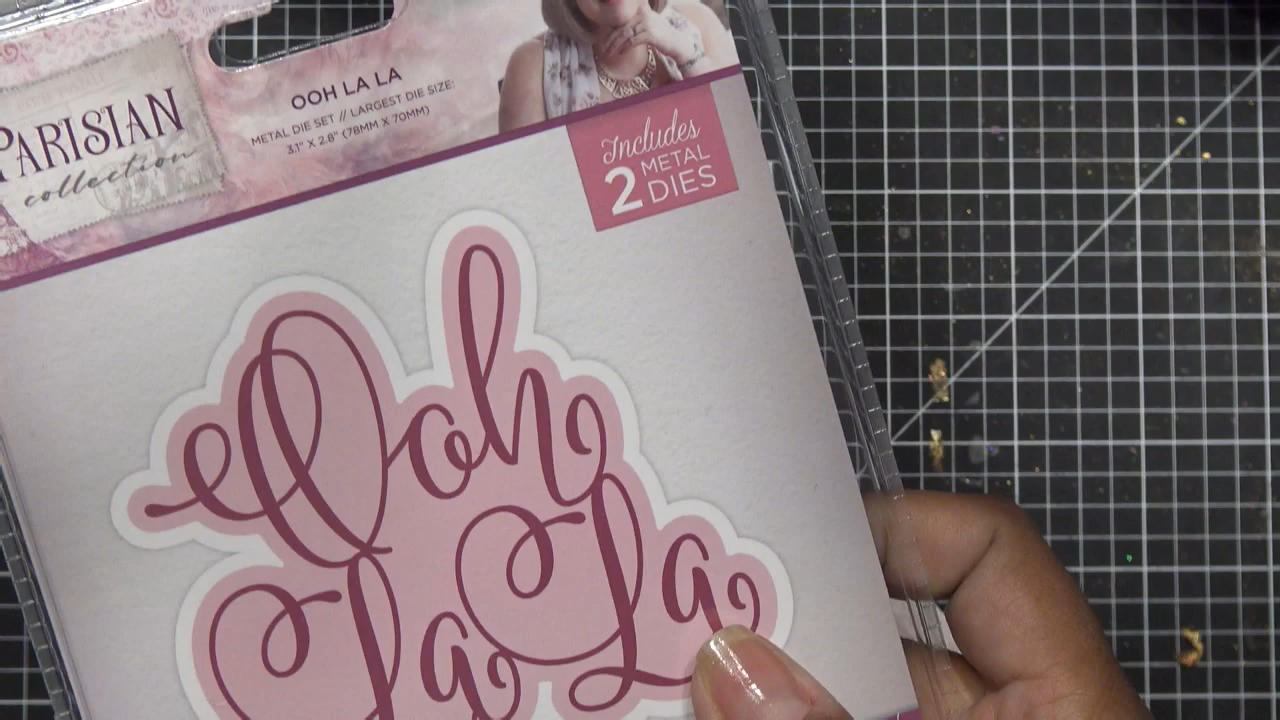 PARISIAN
collection
OOH LA LA
METAL DIE SET // LARGEST DIE SIZE:
3.1" X 2.8" (78MM X 70MM)
Includes
2 METAL
DIES
Ooh
La La